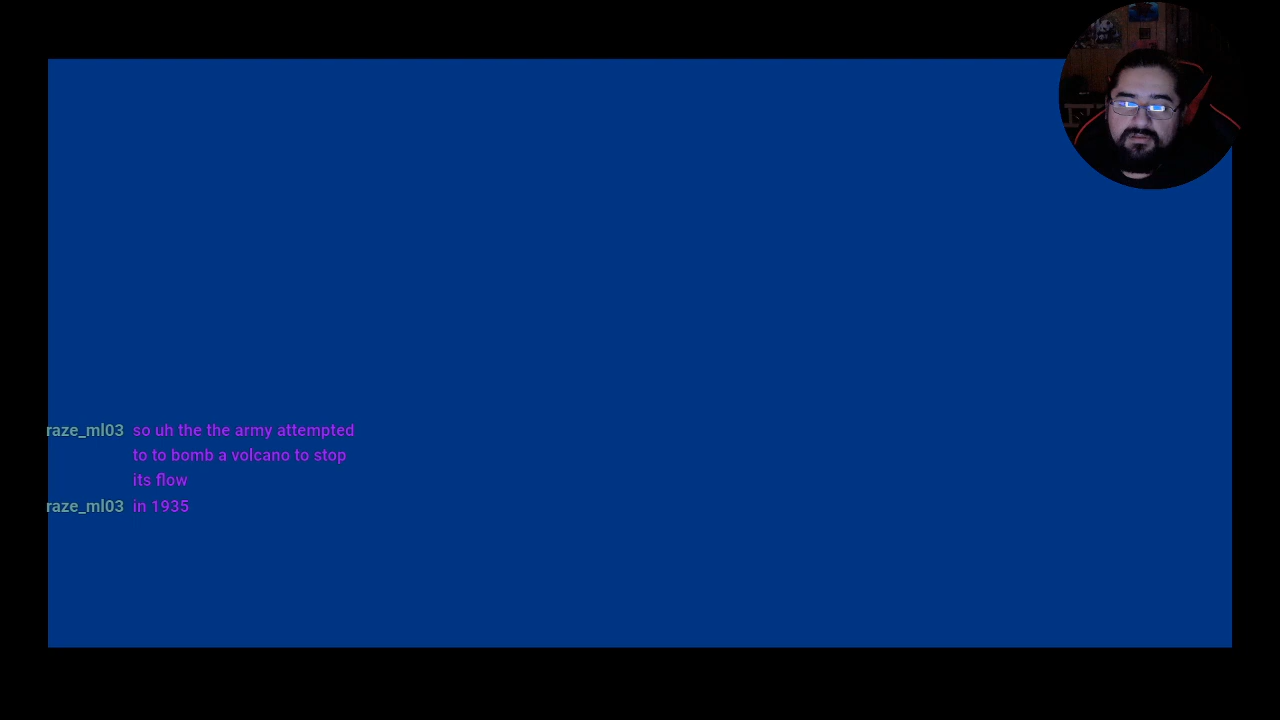 raze_ml03 so uh the the army attempted
to to bomb a volcano to stop
its flow
raze_ml03 in 1935